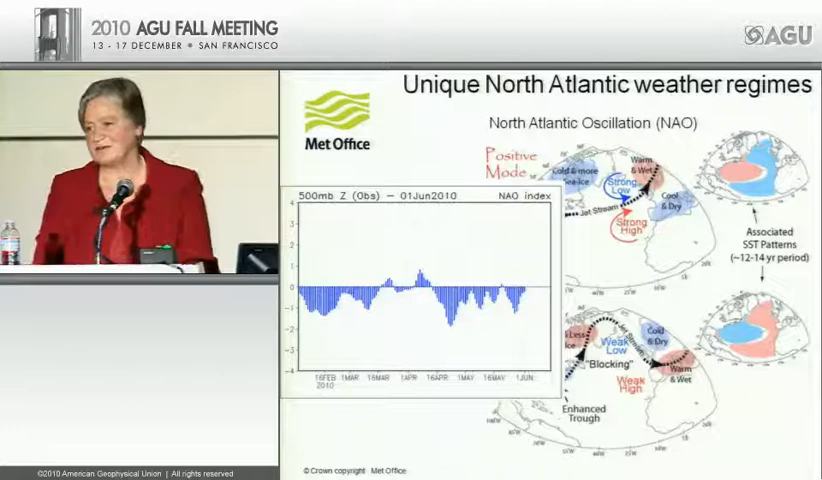 2010 AGU FALL MEETING
13 - 17 DECEMBER • SAN FRANCISCO
AGU
Unique North Atlantic weather regimes
Met Office
North Atlantic Oscillation (NAO)
Positive
Mode
Cold & more
Sea-Ice
Warm
& Wet
Strong
Low
Cool
& Dry
Jet Stream
Strong
High
Associated
SST Patterns
(~12-14 yr period)
500mb Z (Obs) – 01Jun2010
NAO index
4
3
2
1
0
-1
-2
-3
-4
16FEB 1MAR 16MAR 1APR 16APR 1MAY 16MAY 1JUN
2010
Less
Ice
Jet Stream
Cold
& Dry
Weak
Low
"Blocking"
Weak
High
Warm
& Wet
Enhanced
Trough
© Crown copyright Met Office
©2010 American Geophysical Union | All rights reserved